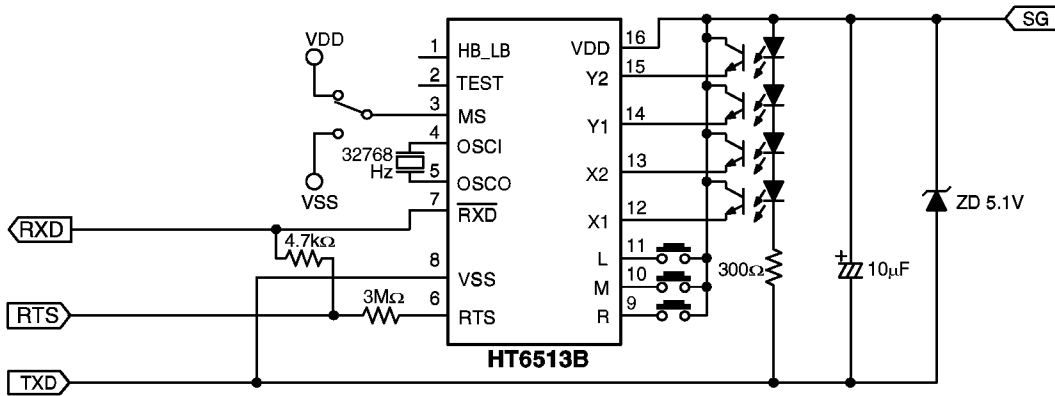 SG
VDD
16
VDD
1
HB_LB
15
Y2
2
TEST
3
MS
14
Y1
4
OSCI
32768
Hz
13
X2
5
OSCO
VSS
7
RXD
12
X1
ZD 5.1V
RXD
4.7kΩ
11
L
300Ω
10µF
8
VSS
10
M
3MΩ
6
RTS
9
R
RTS
HT6513B
TXD